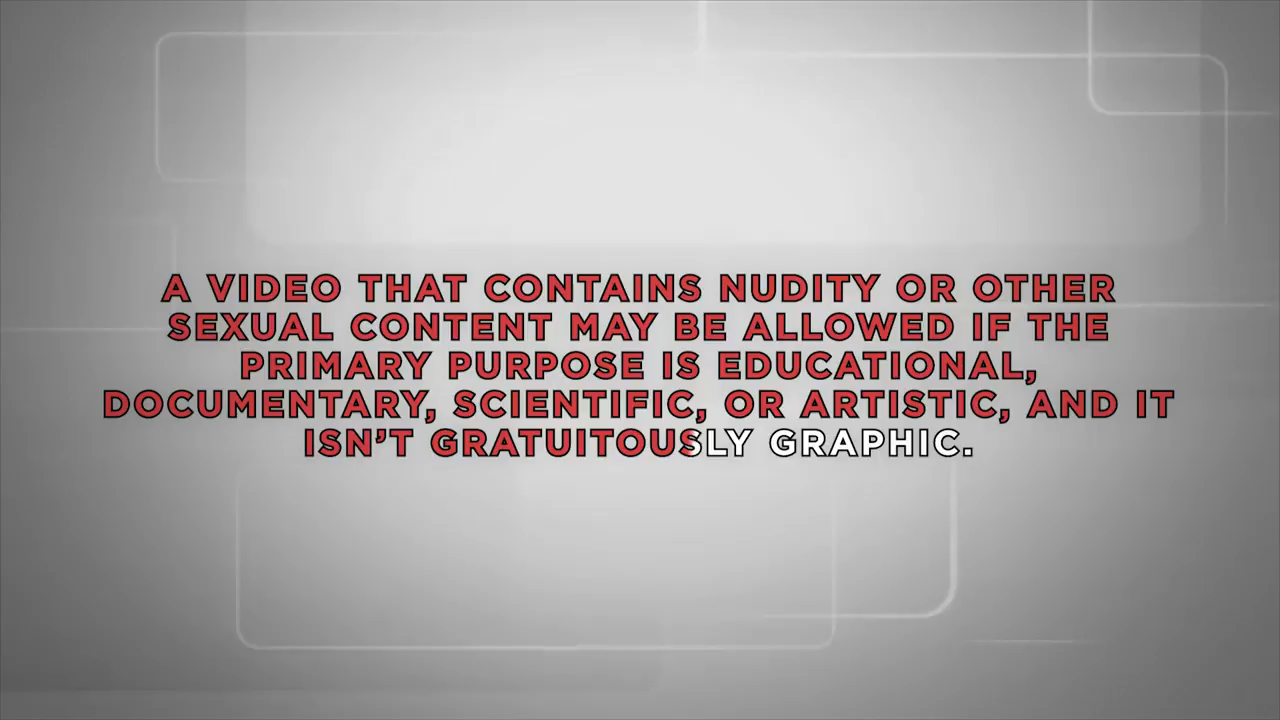 A VIDEO THAT CONTAINS NUDITY OR OTHER
SEXUAL CONTENT MAY BE ALLOWED IF THE
PRIMARY PURPOSE IS EDUCATIONAL,
DOCUMENTARY, SCIENTIFIC, OR ARTISTIC, AND IT
ISN’T GRATUITOUSLY GRAPHIC.